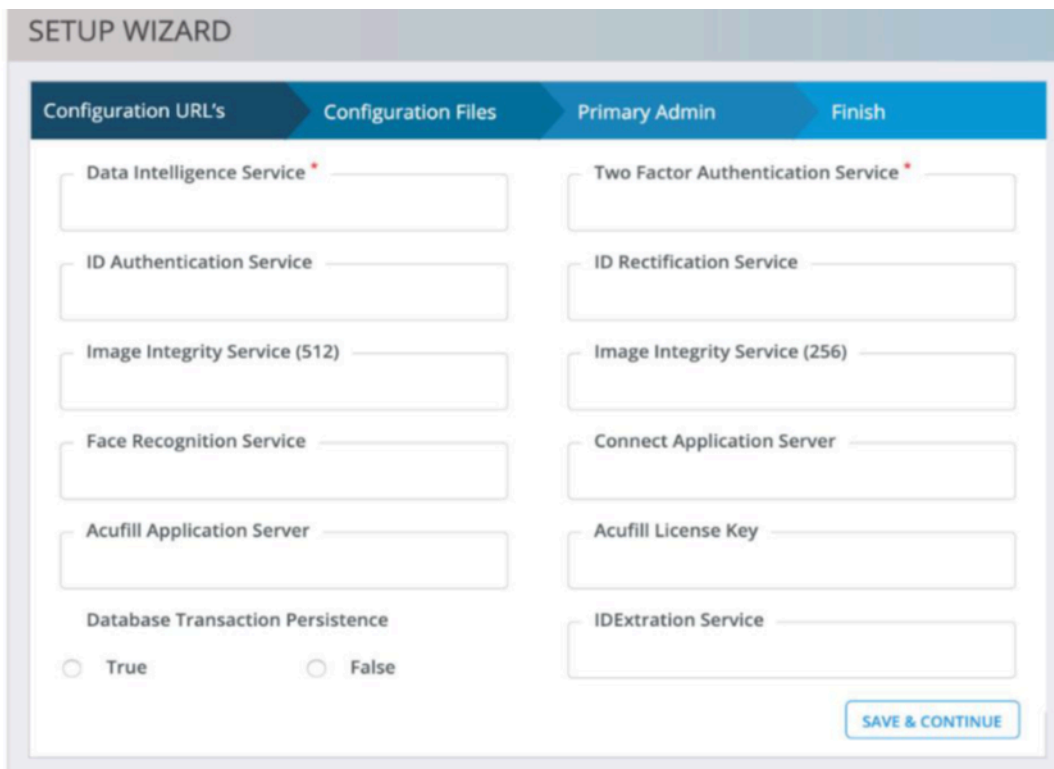 SETUP WIZARD
Configuration URL's Configuration Files Primary Admin Finish
Data Intelligence Service * Two Factor Authentication Service *
ID Authentication Service ID Rectification Service
Image Integrity Service (512) Image Integrity Service (256)
Face Recognition Service Connect Application Server
Acufill Application Server Acufill License Key
Database Transaction Persistence IDExtration Service
True False
SAVE & CONTINUE